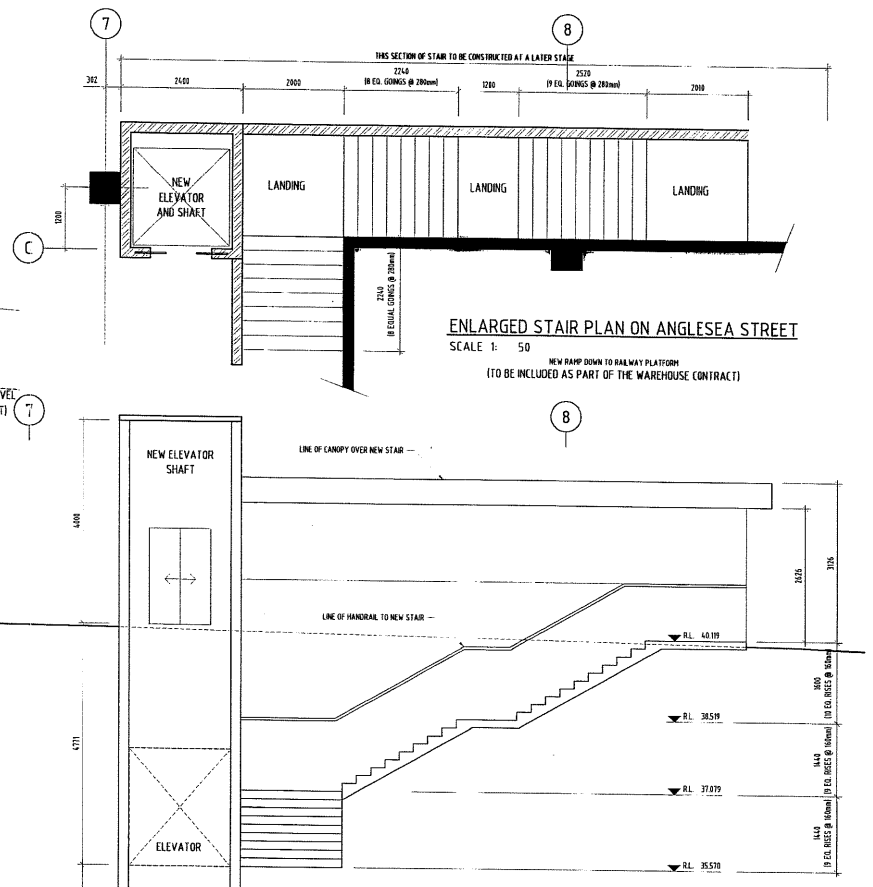 7
8
THIS SECTION OF STAIR TO BE CONSTRUCTED AT A LATER STAGE
302
2400
2000
2240
(8 EQ. GOINGS @ 280mm)
1200
2520
(9 EQ. GOINGS @ 280mm)
2010
NEW
ELEVATOR
AND SHAFT
LANDING
LANDING
LANDING
1200
C
2240
(8 EQUAL GOINGS @ 280mm)
ENLARGED STAIR PLAN ON ANGLESEA STREET
SCALE 1: 50
NEW RAMP DOWN TO RAILWAY PLATFORM
(TO BE INCLUDED AS PART OF THE WAREHOUSE CONTRACT)
VEL
T)
7
8
NEW ELEVATOR
SHAFT
LINE OF CANOPY OVER NEW STAIR
4000
2626
3126
LINE OF HANDRAIL TO NEW STAIR
R.L. 40.119
1600
(10 EQ. RISES @ 160mm)
R.L. 38.519
4771
1440
(9 EQ. RISES @ 160mm)
R.L. 37.079
1440
(9 EQ. RISES @ 160mm)
ELEVATOR
R.L. 35.570